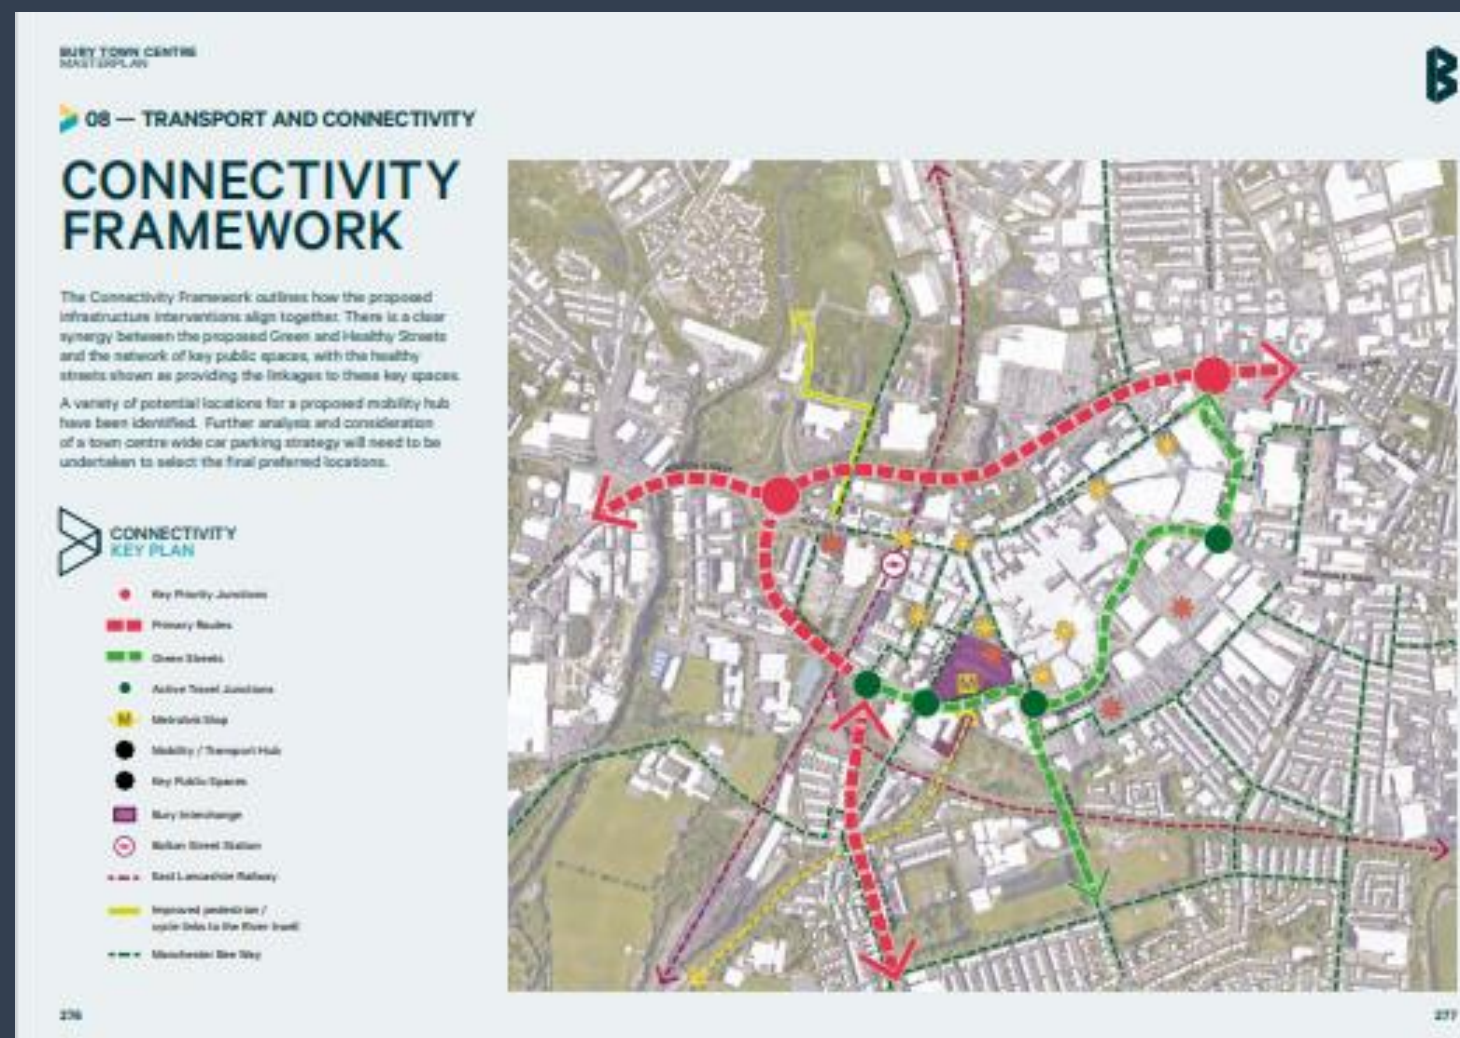 BURY TOWN CENTRE
MASTERPLAN
08 — TRANSPORT AND CONNECTIVITY
CONNECTIVITY
FRAMEWORK
The Connectivity Framework outlines how the proposed
infrastructure interventions align together. There is a clear
synergy between the proposed Green and Healthy Streets
and the network of key public spaces, with the healthy
streets shown as providing the linkages to these key spaces.
A variety of potential locations for a proposed mobility hub
have been identified. Further analysis and consideration
of a town centre wide car parking strategy will need to be
undertaken to select the final preferred locations.
CONNECTIVITY
KEY PLAN
Key Priority Junctions
Primary Routes
Green Streets
Active Travel Junctions
M
Metrolink Stop
Mobility / Transport Hub
Key Public Spaces
Bury Interchange
Bolton Street Station
East Lancashire Railway
Improved pedestrian /
cycle links to the River Irwell
Manchester Bee Way
M
276
277
B